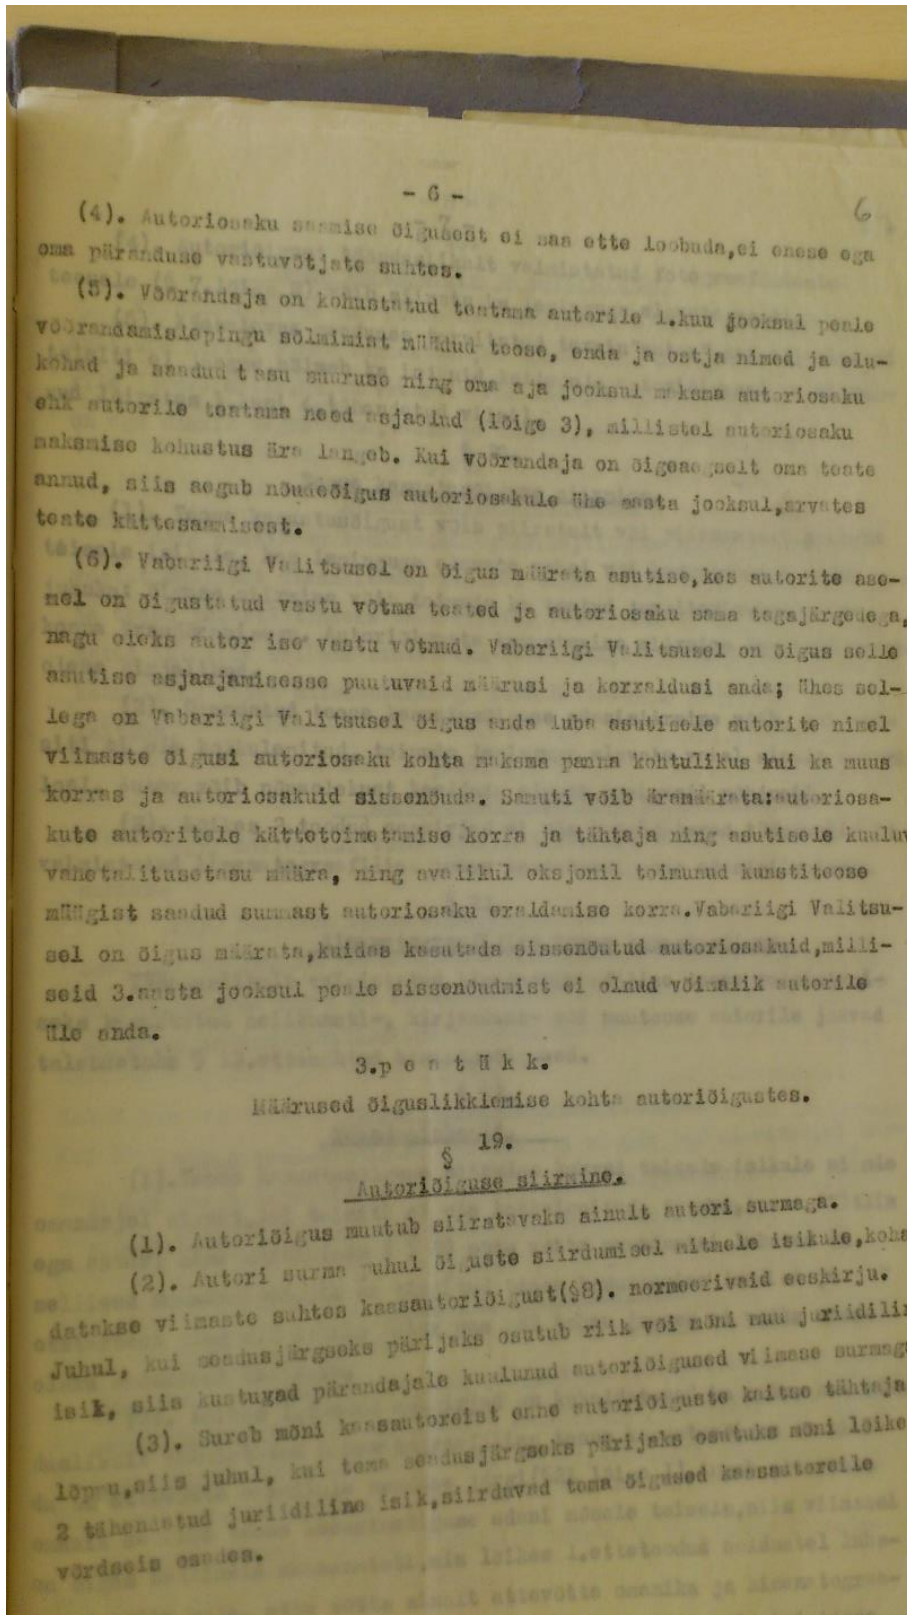 - 6 -
6
(4). Autoriosaku saamise õigusest ei saa ette loobuda,ei enese ega
oma päranduse vastuvõtjate suhtes.
(5). Võõrandaja on kohustatud teatama autorile 1.kuu jooksul peale
võõrandamislepingu sõlmimist müüdud teose, enda ja ostja nimed ja elu-
kohad ja saadud tasu suuruse ning oma aja jooksul maksma autoriosaku
ehk autorile teatama need asjaolud (lõige 3), millistel autoriosaku
maksmise kohustus ära langeb. Kui võõrandaja on õigeaegselt oma teate
annud, siis aegub nõudeõigus autoriosakule ühe aasta jooksul,arvates
teate kättesaamisest.
(6). Vabariigi Valitsusel on õigus määrata asutise,kes autorite ase-
mel on õigustatud vastu võtma teated ja autoriosaku sama tagajärgedega,
nagu oleks autor ise vastu võtnud. Vabariigi Valitsusel on õigus selle
asutise asjaajamisesse puutuvaid määrusi ja korraldusi anda; ühes sel-
lega on Vabariigi Valitsusel õigus anda luba asutisele autorite nimel
viimaste õigusi autoriosaku kohta maksma panna kohtulikus kui ka muus
korras ja autoriosakuid sissenõuda. Samuti võib äramäärata:autoriosa-
kute autoritele kättetoimetamise korra ja tähtaja ning asutisele kuuluv
vahetalitusetasu määra, ning avalikul oksjonil toimunud kunstiteose
müügist saadud summast autoriosaku eraldamise korra.Vabariigi Valitsu-
sel on õigus määrata,kuidas kasutada sissenõutud autoriosakuid,milli-
seid 3.aasta jooksul peale sissenõudmist ei olnud võimalik autorile
üle anda.
3.p e a t ü k k.
Määrused õiguslikkiemise kohta autoriõigustes.
§ 19.
Autoriõiguse siirmine.
(1). Autoriõigus muutub siiratavaks ainult autori surmaga.
(2). Autori surma puhul õiguste siirdumisel mitmele isikule,koha
datakse viimaste suhtes kaasautoriõigust(§8). normeerivaid eeskirju.
Juhul, kui seadusjärgseks pärijaks osutub riik või mõni muu juriidilin
isik, siis kustuvad pärandajale kuulunud autoriõigused viimase surmaga
(3). Sureb mõni kaasautoreist enne autoriõiguste kaitse tähtaja
lõppu,siis juhul, kui tema seadusjärgseks pärijaks osutuks mõni lõike
2 tähendatud juriidiline isik,siirduvad tema õigused kaasautoreile
võrdseis osades.